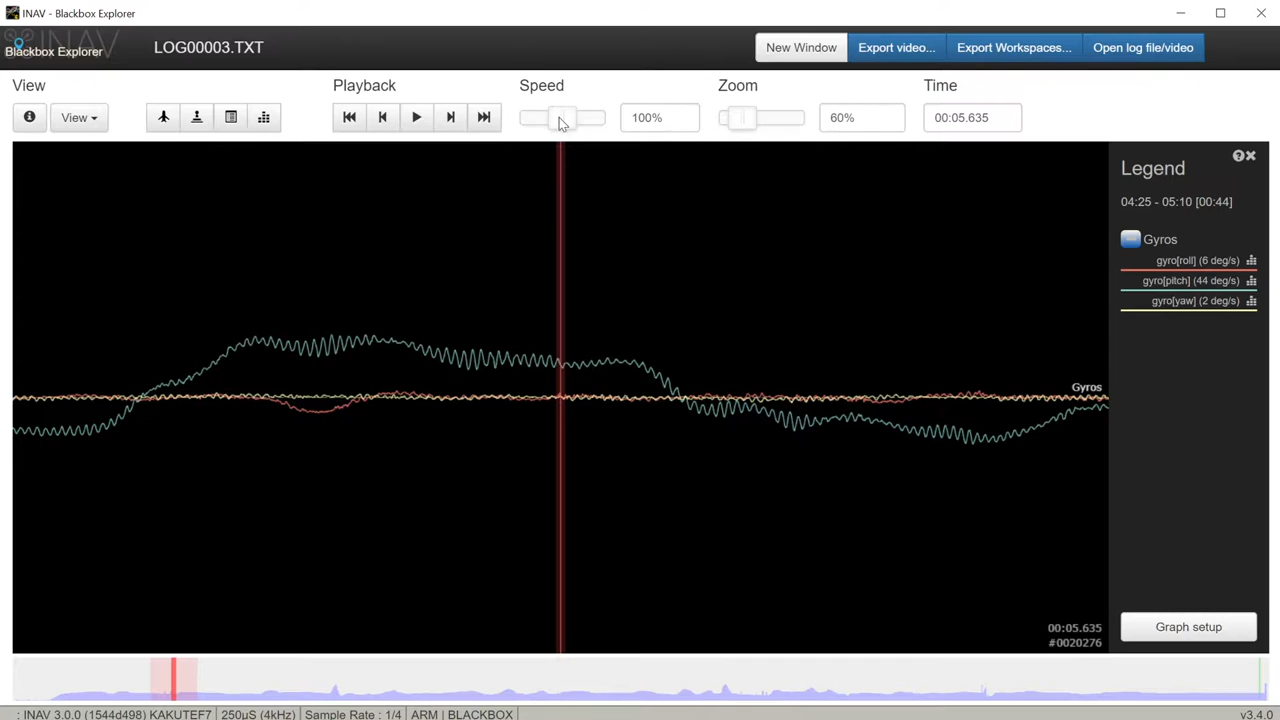 INAV - Blackbox Explorer
INAV
Blackbox Explorer
LOG00003.TXT
New Window
Export video...
Export Workspaces...
Open log file/video
View
Playback
Speed
Zoom
Time
View
100%
60%
00:05.635
Legend
04:25 - 05:10 [00:44]
Gyros
gyro[roll] (6 deg/s)
gyro[pitch] (44 deg/s)
gyro[yaw] (2 deg/s)
Gyros
00:05.635
#0020276
Graph setup
: INAV 3.0.0 (1544d498) KAKUTEF7 | 250µS (4kHz) | Sample Rate : 1/4 | ARM | BLACKBOX
v3.4.0